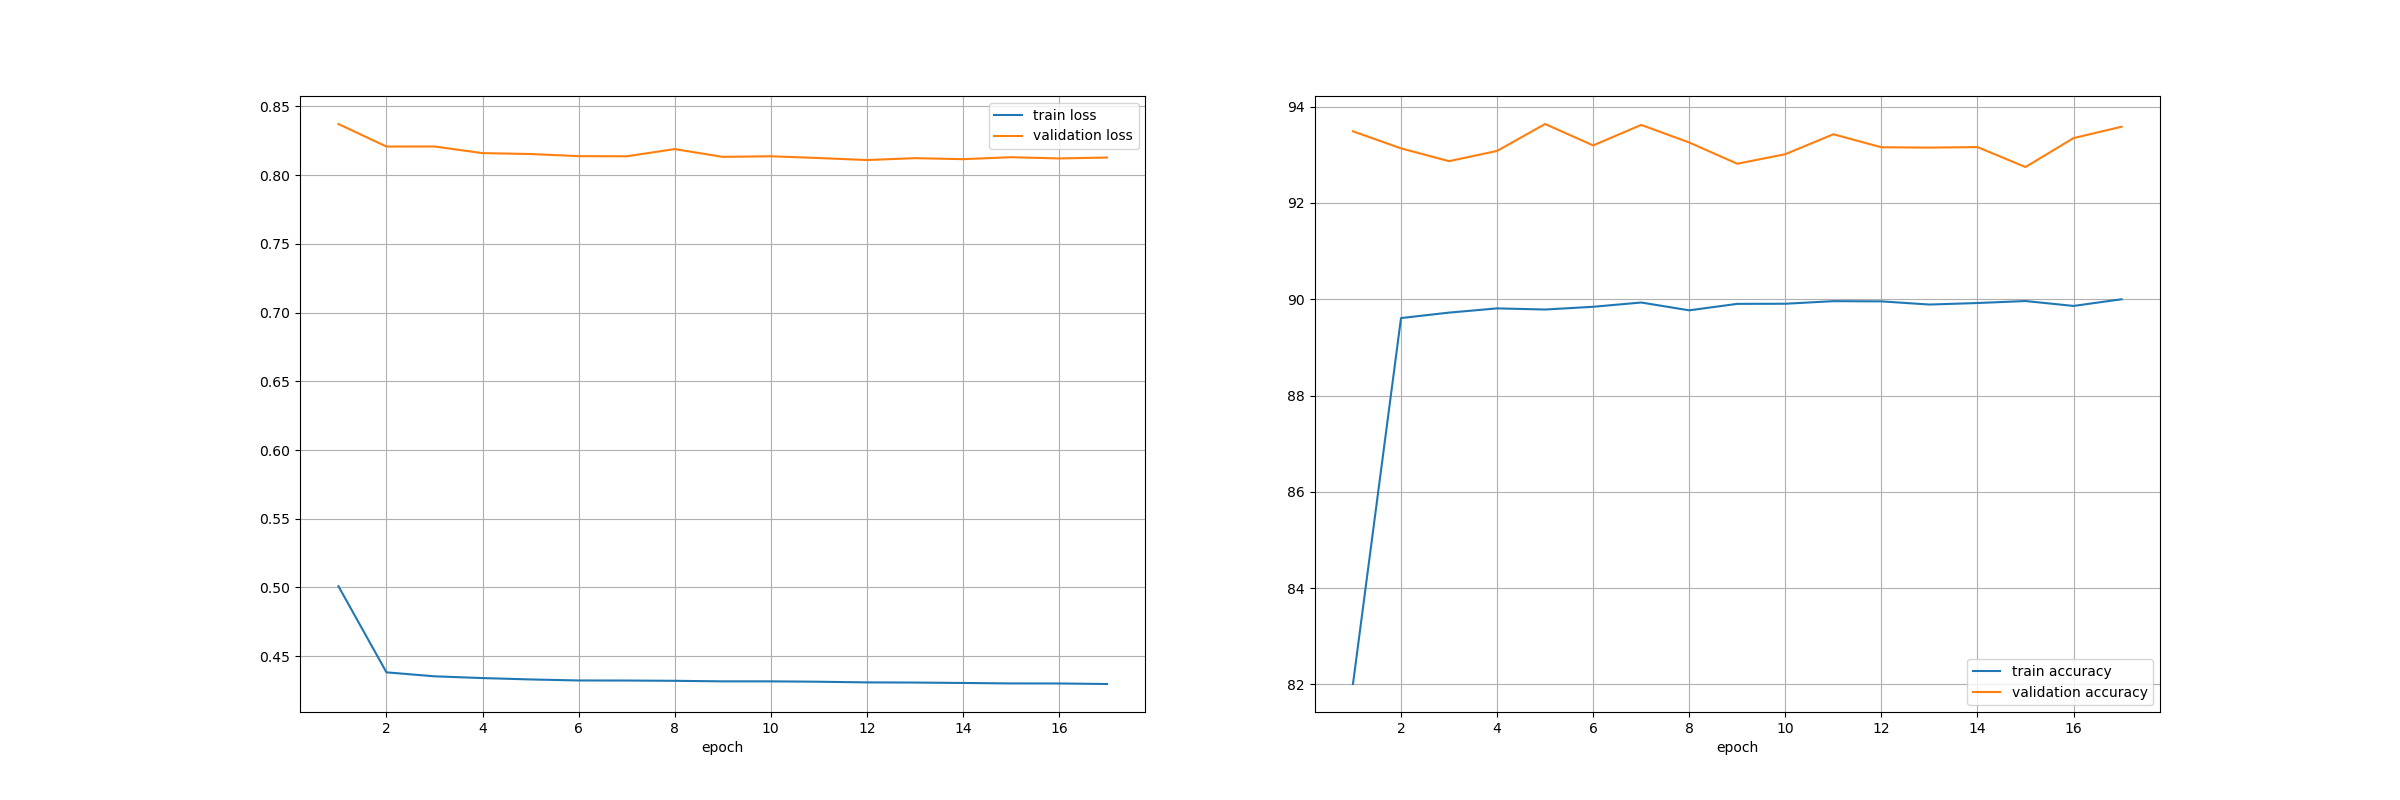 0.85
0.80
0.75
0.70
0.65
0.60
0.55
0.50
0.45
2 4 6 8 10 12 14 16
epoch
train loss
validation loss
94
92
90
88
86
84
82
2 4 6 8 10 12 14 16
epoch
train accuracy
validation accuracy